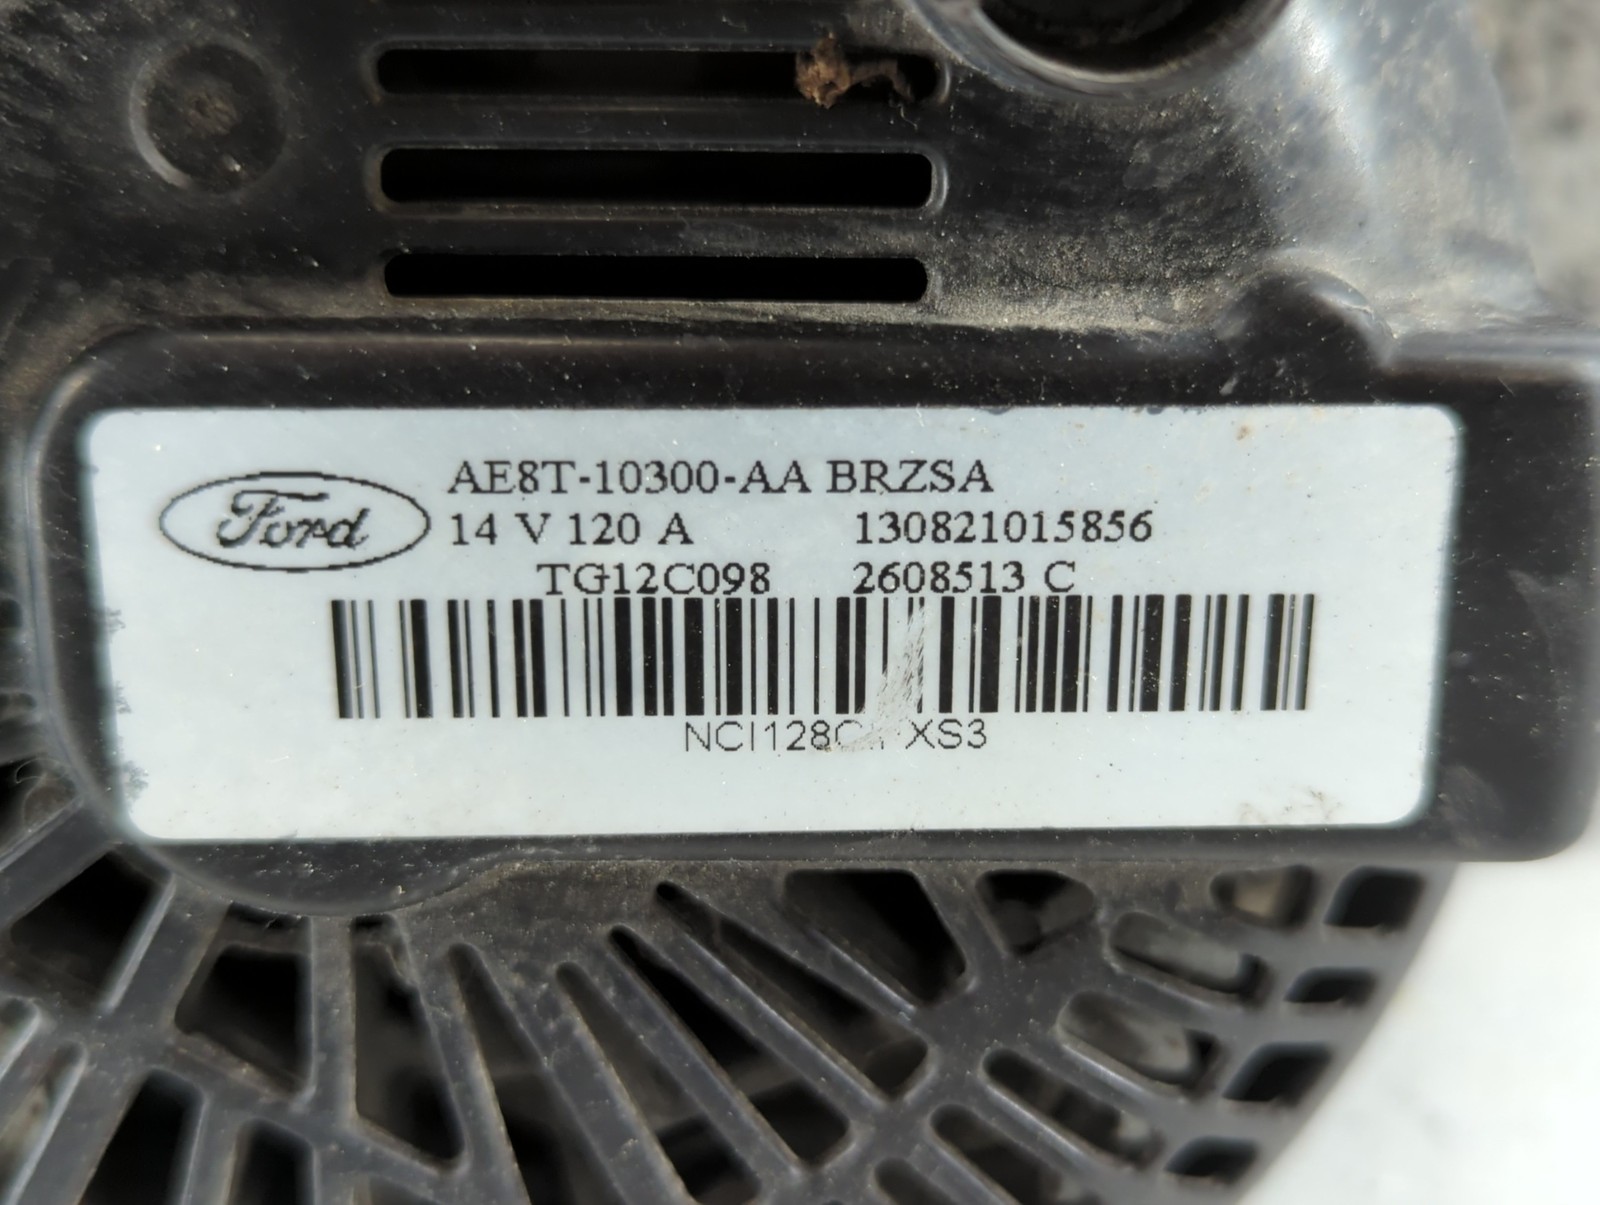 Ford
AE8T-10300-AA BRZSA
14 V 120 A 130821015856
TG12C098 2608513 C